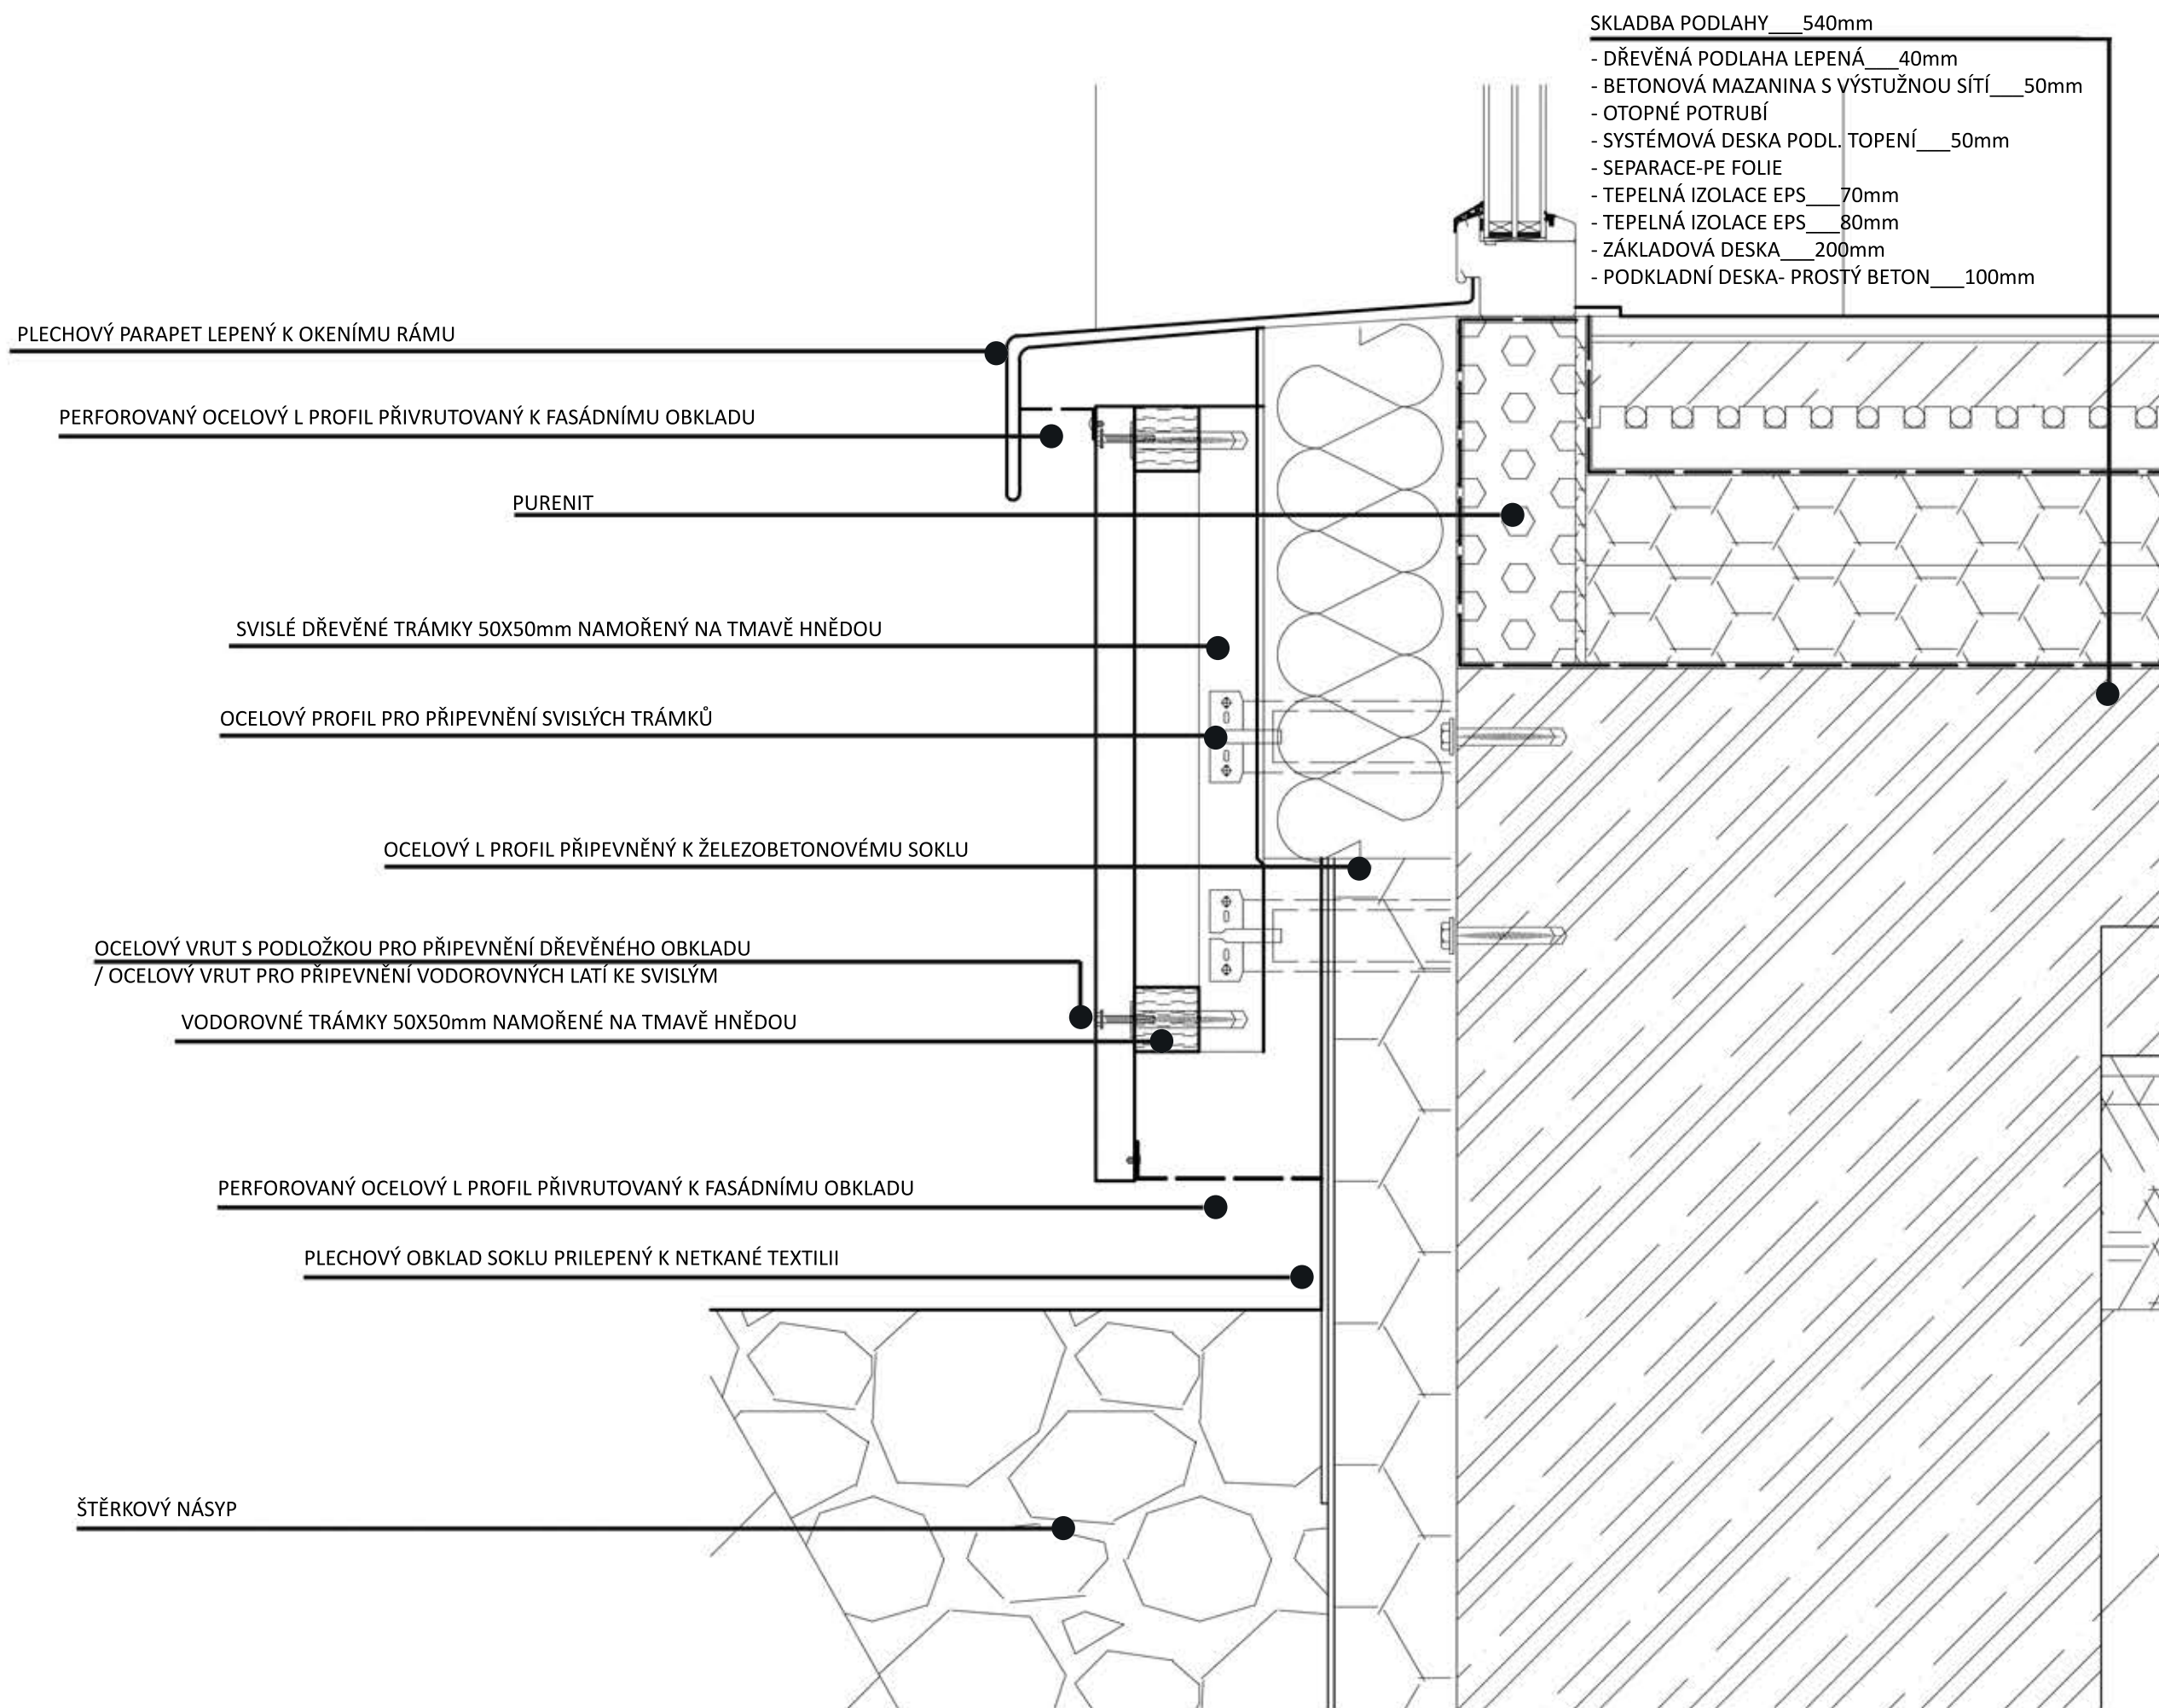 SKLADBA PODLAHY___540mm
- DŘEVĚNÁ PODLAHA LEPENÁ___40mm
- BETONOVÁ MAZANINA S VÝSTUŽNOU SÍTÍ___50mm
- OTOPNÉ POTRUBÍ
- SYSTÉMOVÁ DESKA PODL. TOPENÍ___50mm
- SEPARACE-PE FOLIE
- TEPELNÁ IZOLACE EPS___70mm
- TEPELNÁ IZOLACE EPS___80mm
- ZÁKLADOVÁ DESKA___200mm
- PODKLADNÍ DESKA- PROSTÝ BETON___100mm
PLECHOVÝ PARAPET LEPENÝ K OKENÍMU RÁMU
PERFOROVANÝ OCELOVÝ L PROFIL PŘIVRUTOVANÝ K FASÁDNÍMU OBKLADU
PURENIT
SVISLÉ DŘEVĚNÉ TRÁMKY 50X50mm NAMOŘENÝ NA TMAVĚ HNĚDOU
OCELOVÝ PROFIL PRO PŘIPEVNĚNÍ SVISLÝCH TRÁMKŮ
OCELOVÝ L PROFIL PŘIPEVNĚNÝ K ŽELEZOBETONOVÉMU SOKLU
OCELOVÝ VRUT S PODLOŽKOU PRO PŘIPEVNĚNÍ DŘEVĚNÉHO OBKLADU
/ OCELOVÝ VRUT PRO PŘIPEVNĚNÍ VODOROVNÝCH LATÍ KE SVISLÝM
VODOROVNÉ TRÁMKY 50X50mm NAMOŘENÉ NA TMAVĚ HNĚDOU
PERFOROVANÝ OCELOVÝ L PROFIL PŘIVRUTOVANÝ K FASÁDNÍMU OBKLADU
PLECHOVÝ OBKLAD SOKLU PRILEPENÝ K NETKANÉ TEXTILII
ŠTĚRKOVÝ NÁSYP